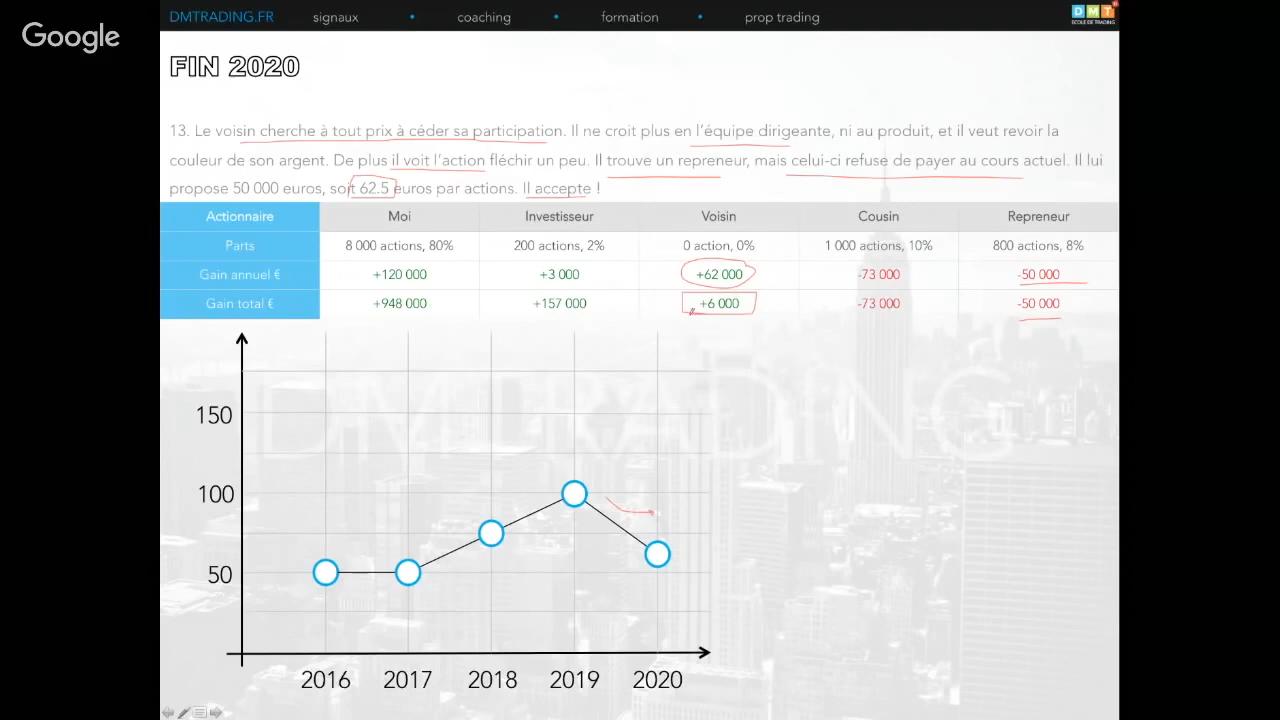 Google
DMTRADING.FR signaux • coaching • formation • prop trading
DMT
ECOLE DE TRADING
FIN 2020
13. Le voisin cherche à tout prix à céder sa participation. Il ne croit plus en l'équipe dirigeante, ni au produit, et il veut revoir la
couleur de son argent. De plus il voit l'action fléchir un peu. Il trouve un repreneur, mais celui-ci refuse de payer au cours actuel. Il lui
propose 50 000 euros, soit 62.5 euros par actions. Il accepte !
Actionnaire Moi Investisseur Voisin Cousin Repreneur
Parts 8 000 actions, 80% 200 actions, 2% 0 action, 0% 1 000 actions, 10% 800 actions, 8%
Gain annuel € +120 000 +3 000 +62 000 -73 000 -50 000
Gain total € +948 000 +157 000 +6 000 -73 000 -50 000
DMTRADING
150
100
50
2016 2017 2018 2019 2020